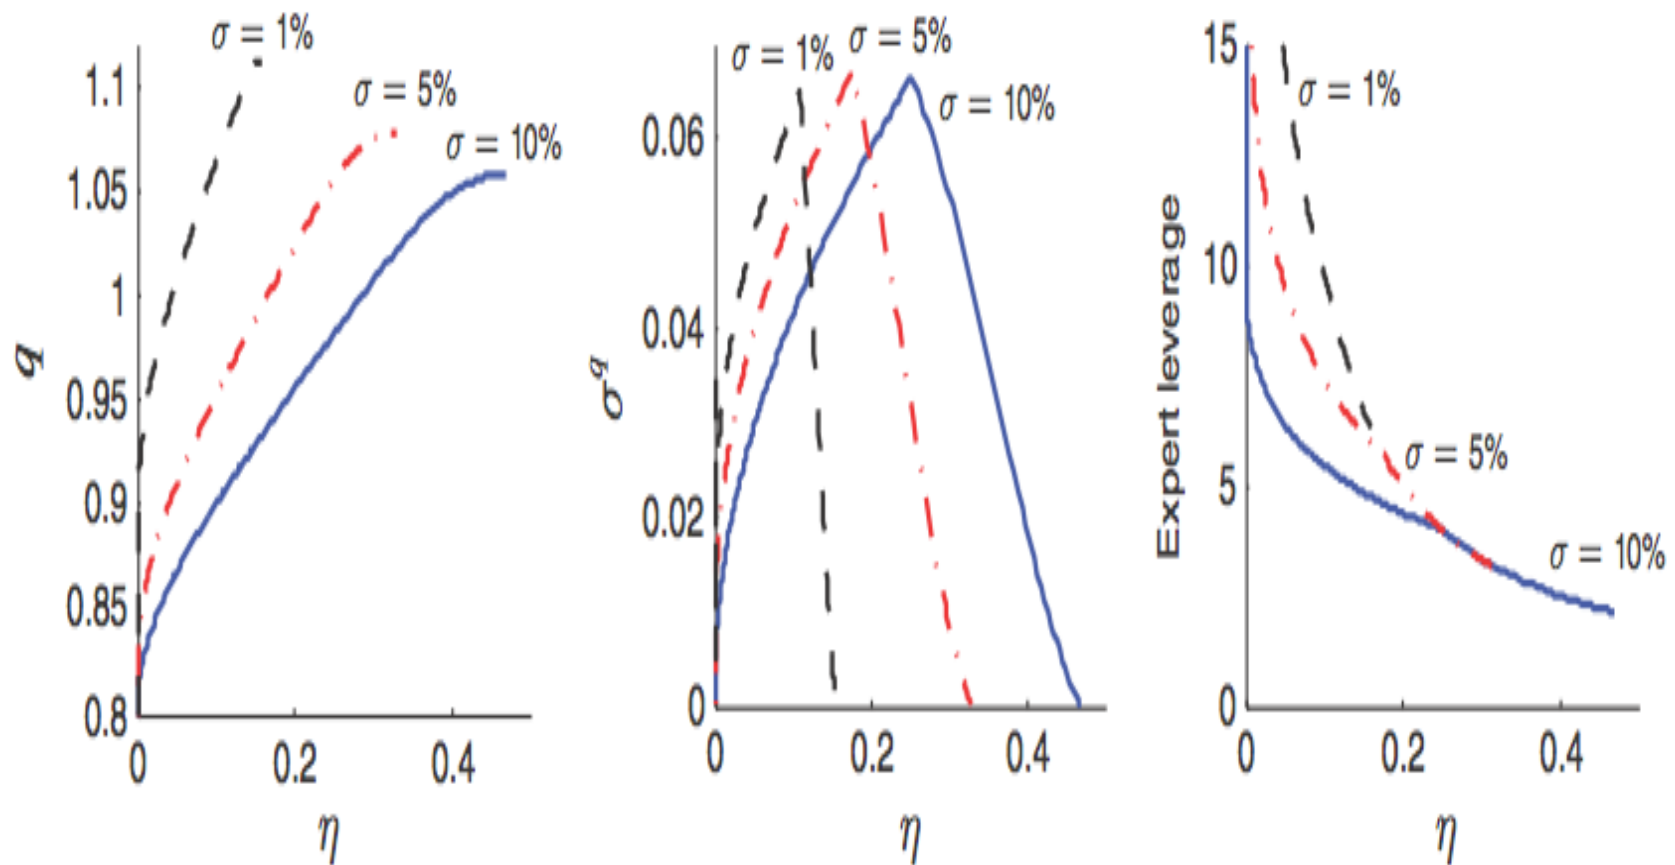 σ = 1%
σ = 5%
σ = 10%
1.1
1.05
1
0.95
0.9
0.85
0.8
q
0
0.2
0.4
η
σ = 1%
σ = 5%
σ = 10%
0.06
0.04
0.02
0
σ^q
0
0.2
0.4
η
15
10
5
0
Expert leverage
σ = 1%
σ = 5%
σ = 10%
0
0.2
0.4
η